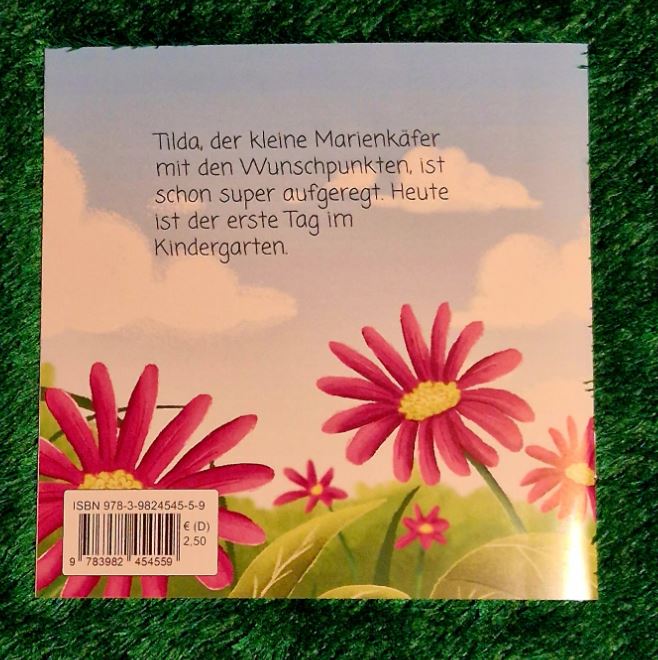 Tilda, der kleine Marienkäfer
mit den Wunschpunkten, ist
schon super aufgeregt. Heute
ist der erste Tag im
Kindergarten.
ISBN 978-3-9824545-5-9
€ (D)
2,50
9 783982 454559